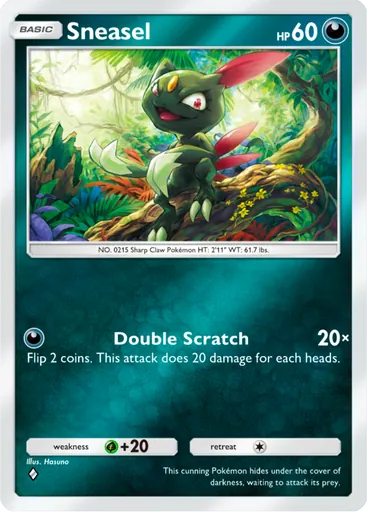 BASIC Sneasel HP 60
NO. 0215 Sharp Claw Pokémon HT: 2'11" WT: 61.7 lbs.
Double Scratch 20×
Flip 2 coins. This attack does 20 damage for each heads.
weakness +20 retreat
Illus. Hasuno
This cunning Pokémon hides under the cover of
darkness, waiting to attack its prey.